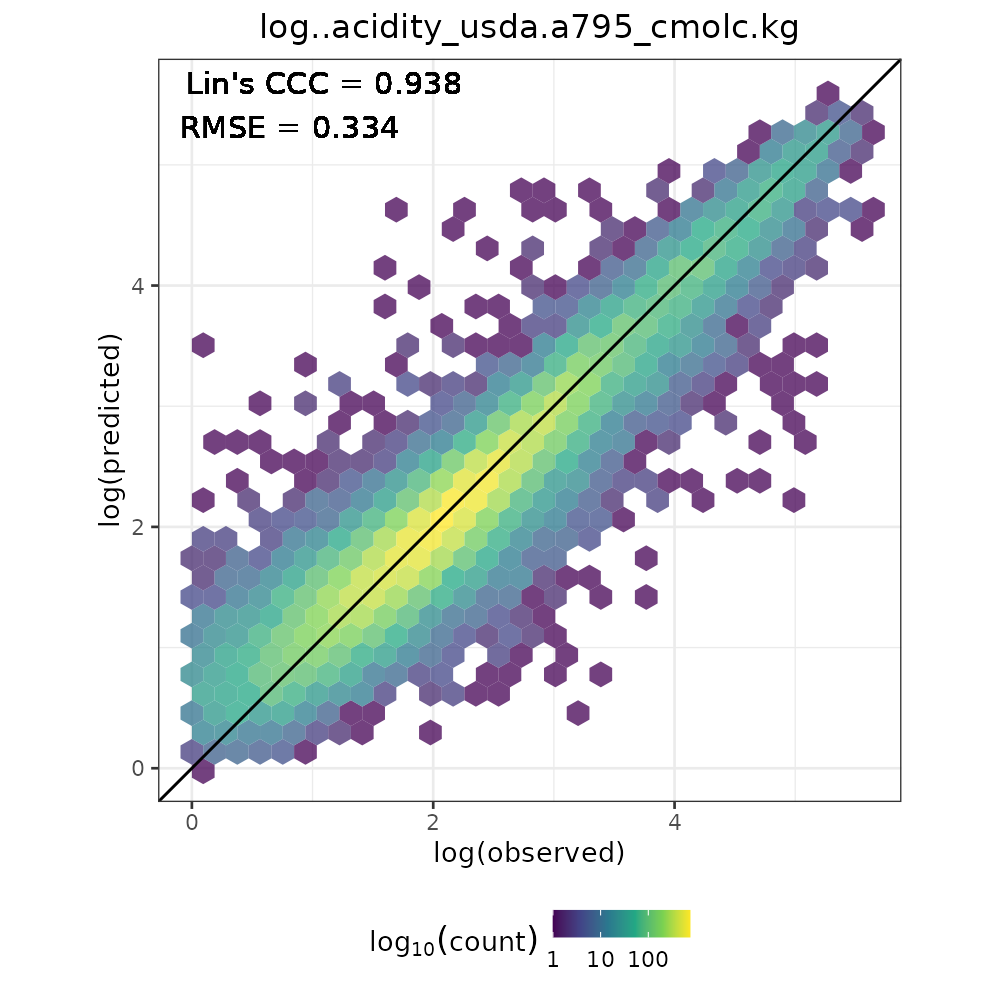 log..acidity_usda.a795_cmolc.kg
Lin's CCC = 0.938
RMSE = 0.334
log(predicted)
4
2
0
0 2 4
log(observed)
log₁₀(count)
1 10 100